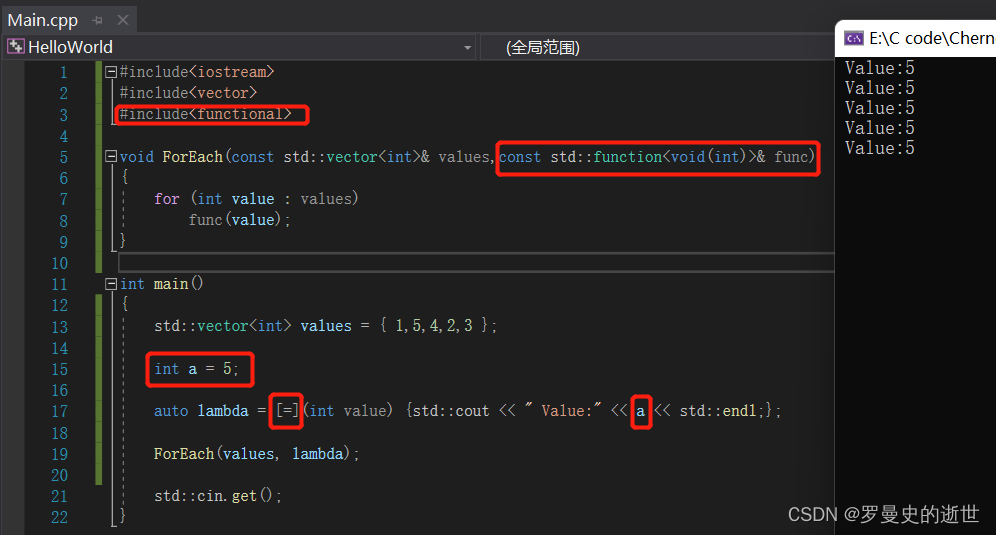 Main.cpp
HelloWorld
(全局范围)
1 #include<iostream>
2 #include<vector>
3 #include<functional>
4
5 void ForEach(const std::vector<int>& values,const std::function<void(int)>& func)
6 {
7 for (int value : values)
8 func(value);
9 }
10
11 int main()
12 {
13 std::vector<int> values = { 1,5,4,2,3 };
14
15 int a = 5;
16
17 auto lambda = [=](int value) {std::cout << " Value:" << a << std::endl;};
18
19 ForEach(values, lambda);
20
21 std::cin.get();
22 }
E:\C code\Cherno
Value:5
Value:5
Value:5
Value:5
Value:5
CSDN @罗曼史的逝世